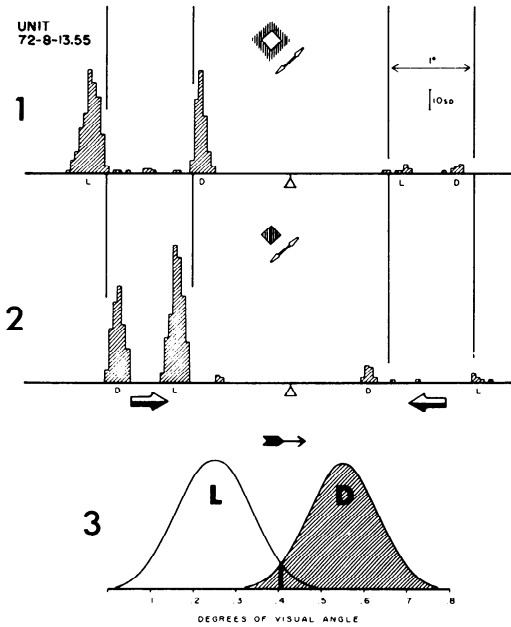 UNIT
72-8-13.55
1°
10 SD
1
L D L D
2
D L D L
3
L D
.1 .2 .3 .4 .5 .6 .7 .8
DEGREES OF VISUAL ANGLE